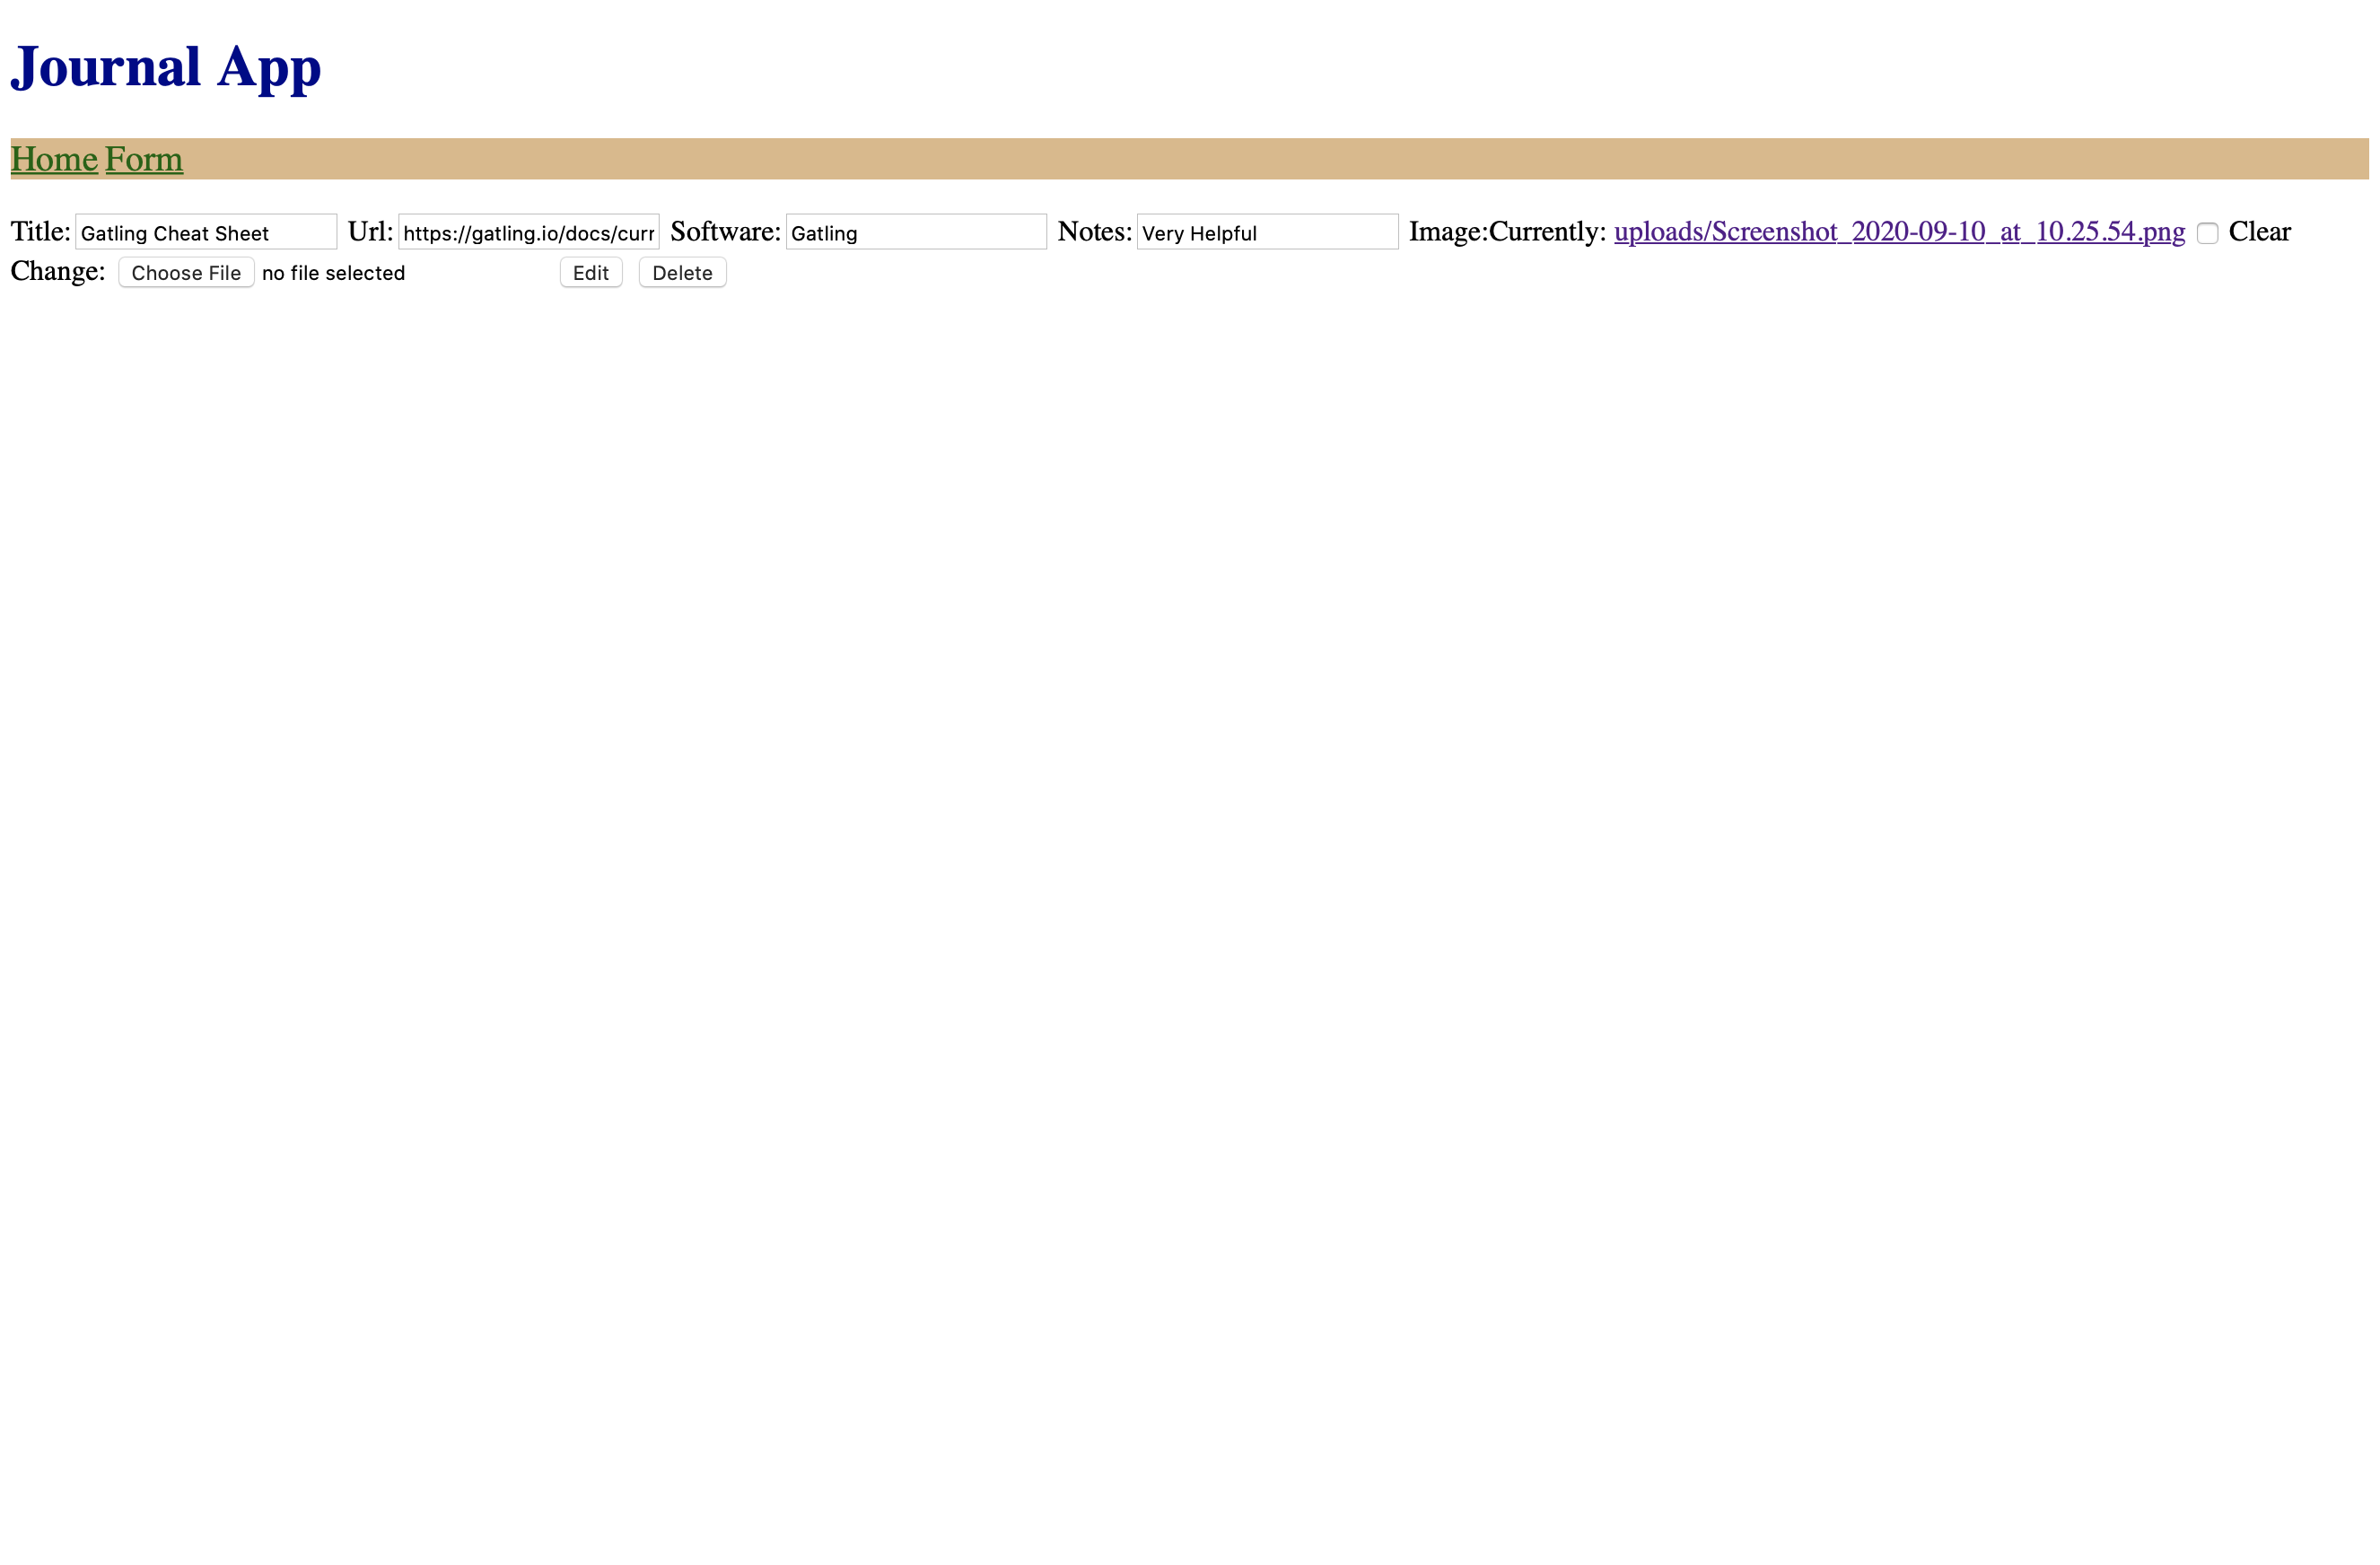 Journal App
Home Form
Title: Gatling Cheat Sheet Url: https://gatling.io/docs/curr Software: Gatling Notes: Very Helpful Image:Currently: uploads/Screenshot_2020-09-10_at_10.25.54.png Clear
Change: Choose File no file selected Edit Delete